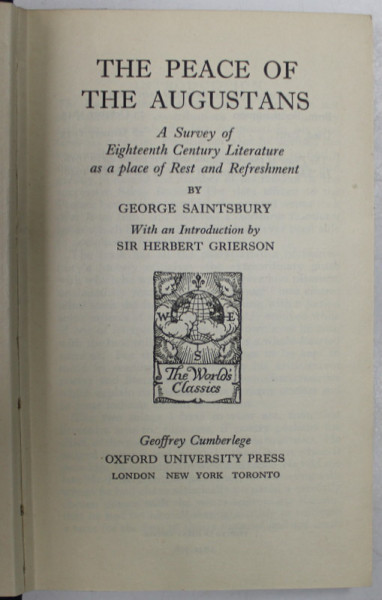 THE PEACE OF
THE AUGUSTANS
A Survey of
Eighteenth Century Literature
as a place of Rest and Refreshment
BY
GEORGE SAINTSBURY
With an Introduction by
SIR HERBERT GRIERSON
W E
S
The World's
Classics
Geoffrey Cumberlege
OXFORD UNIVERSITY PRESS
LONDON NEW YORK TORONTO